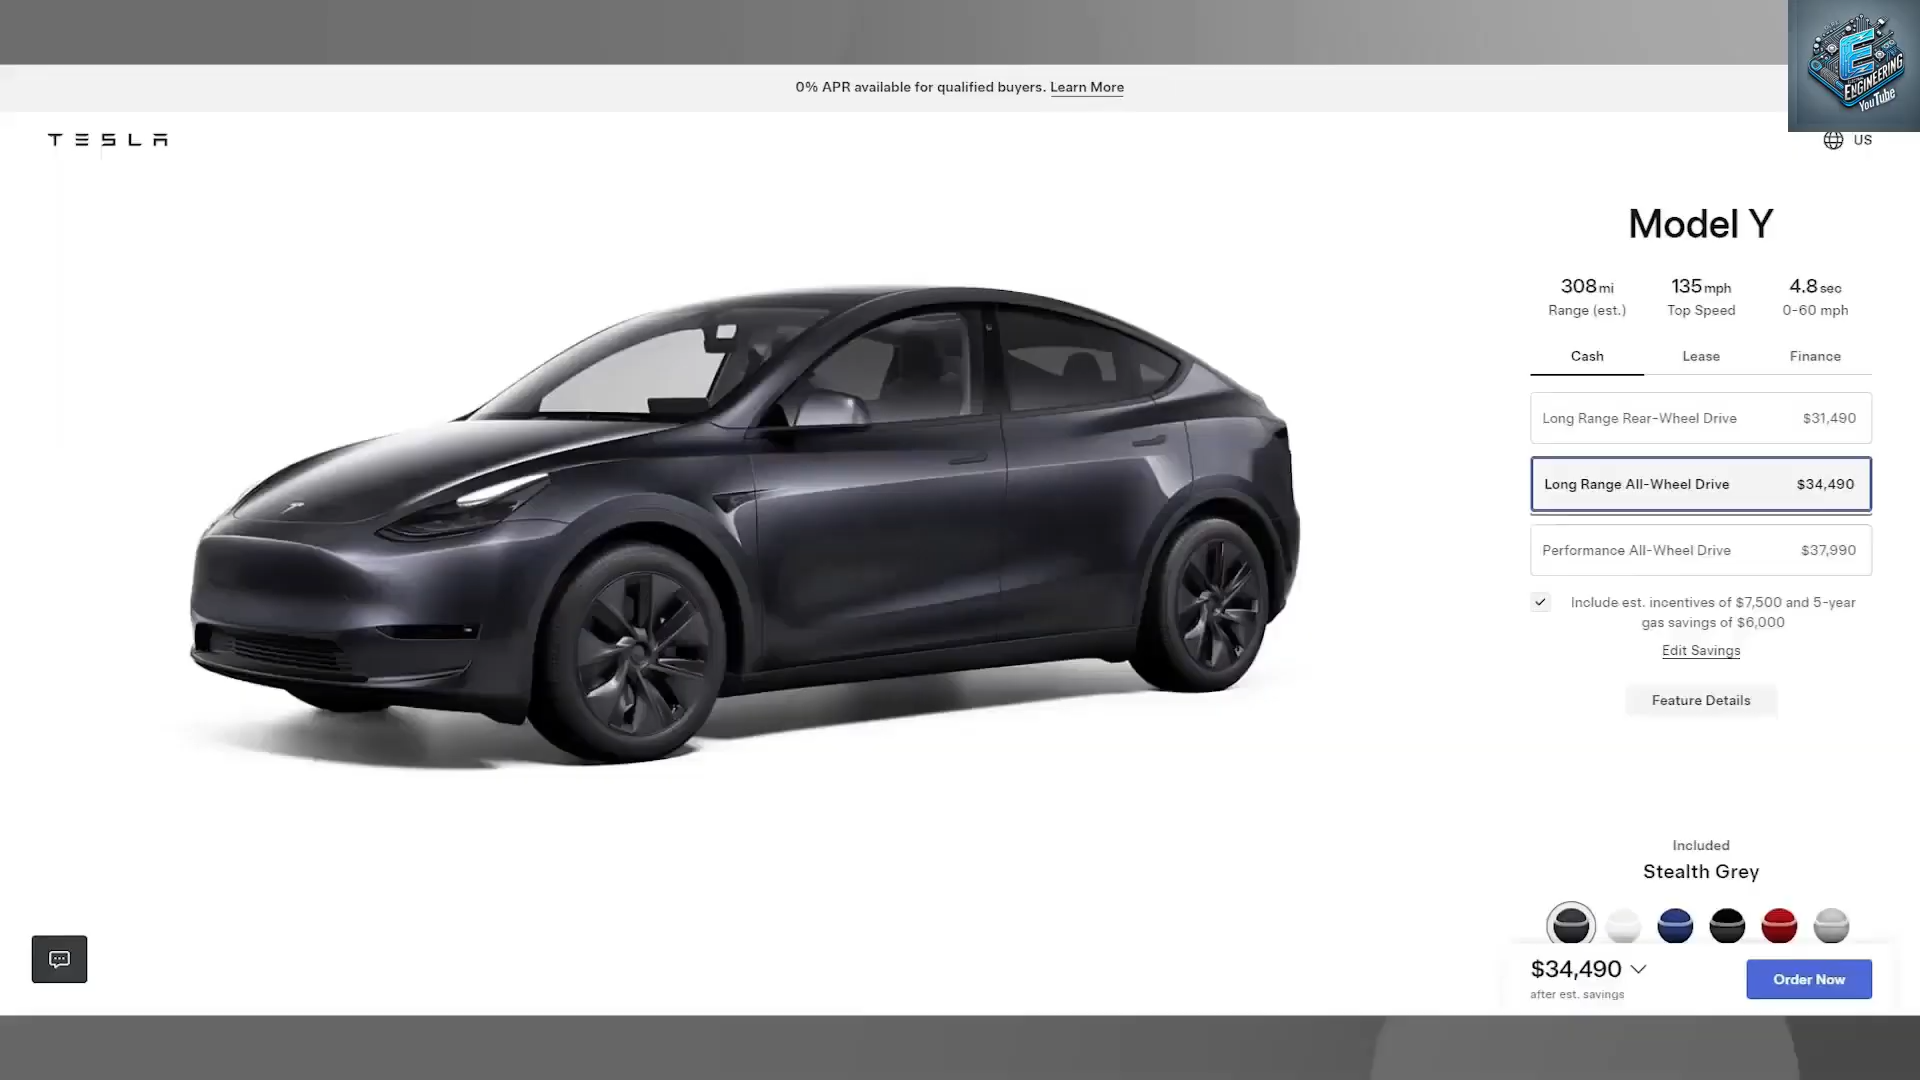 0% APR available for qualified buyers. Learn More
TESLA
US
E
ENGINEERING
YouTube
Model Y
308 mi
Range (est.)
135 mph
Top Speed
4.8 sec
0-60 mph
Cash
Lease
Finance
Long Range Rear-Wheel Drive $31,490
Long Range All-Wheel Drive $34,490
Performance All-Wheel Drive $37,990
Include est. incentives of $7,500 and 5-year
gas savings of $6,000
Edit Savings
Feature Details
Included
Stealth Grey
$34,490
after est. savings
Order Now